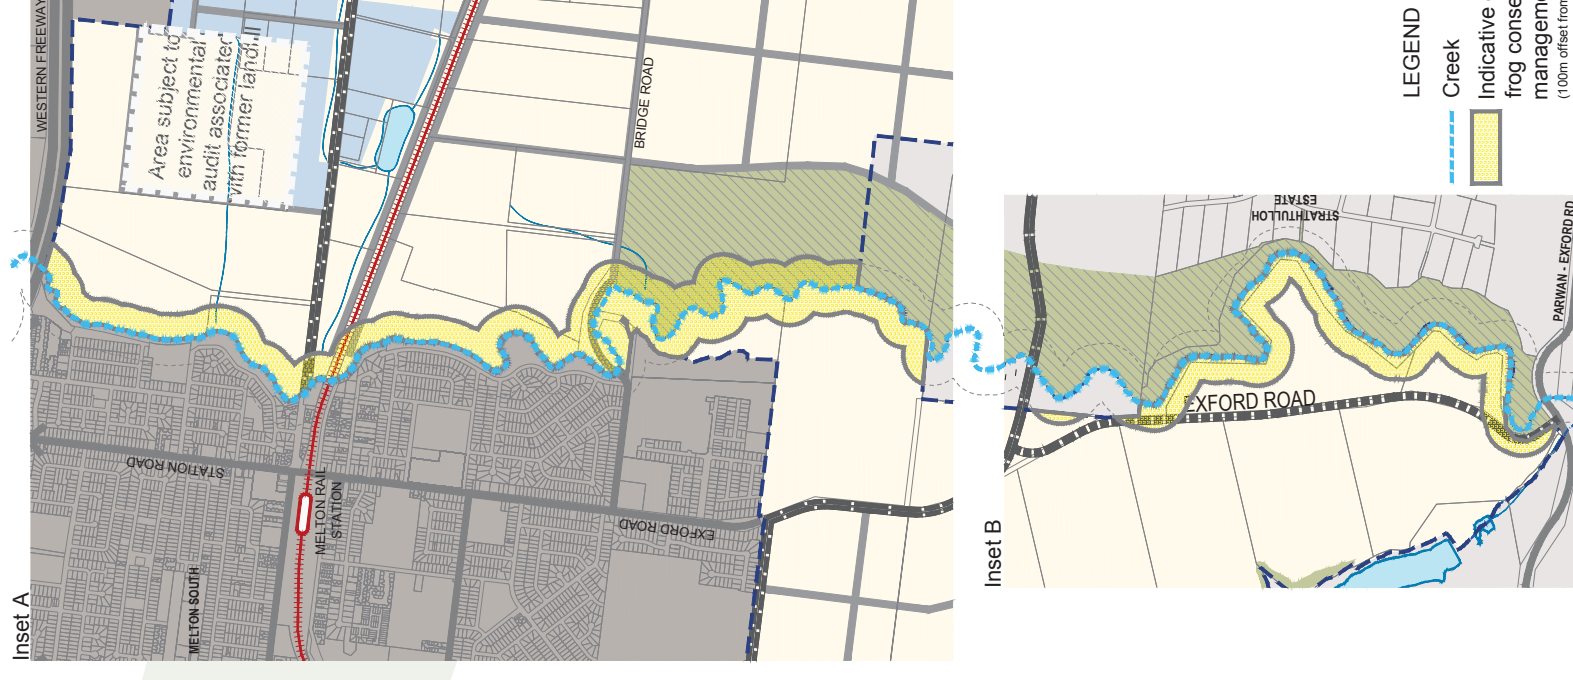 Inset A
WESTERN FREEWAY
Area subject to
environmental
audit associated
with former landfill
BRIDGE ROAD
STATION ROAD
MELTON RAIL
STATION
EXFORD ROAD
MELTON SOUTH
Inset B
STRATHTULLOH
ESTATE
EXFORD ROAD
PARWAN - EXFORD RD
LEGEND
Creek
Indicative
frog conse
manageme
(100m offset from